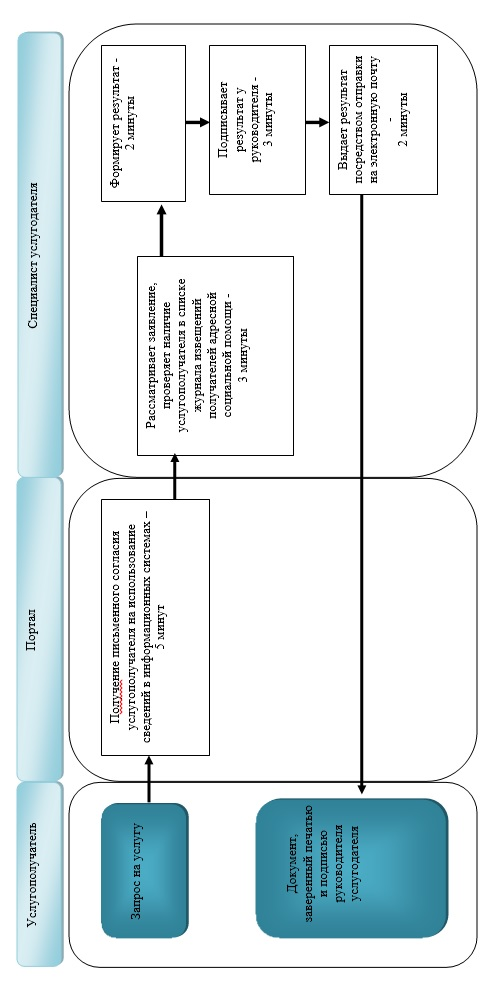 Услугополучатель
Портал
Специалист услугодателя
Запрос на услугу
Получение письменного согласия
услугополучателя на использование
сведений в информационных системах –
5 минут
Рассматривает заявление,
проверяет наличие
услугополучателя в списке
журнала извещений
получателей адресной
социальной помощи -
3 минуты
Формирует результат -
2 минуты
Подписывает
результат у
руководителя -
3 минуты
Выдает результат
посредством отправки
на электронную почту
-
2 минуты
Документ,
заверенный печатью
и подписью
руководителя
услугодателя